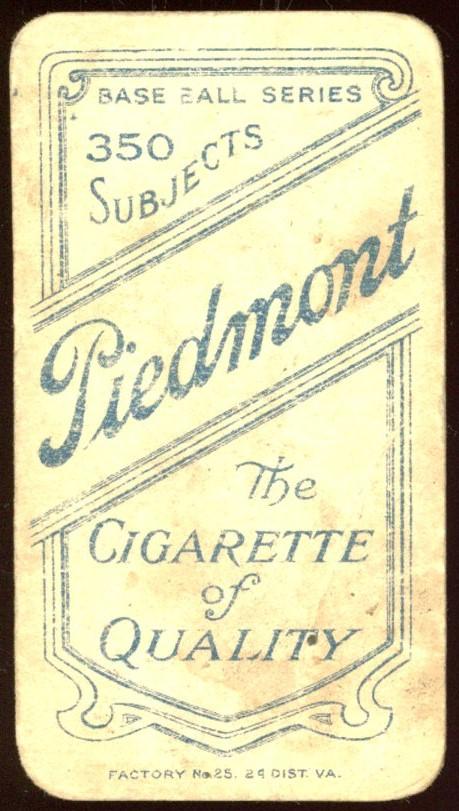 BASE BALL SERIES
350
SUBJECTS
Piedmont
The
CIGARETTE
of
QUALITY
FACTORY No 25. 2d DIST. VA.